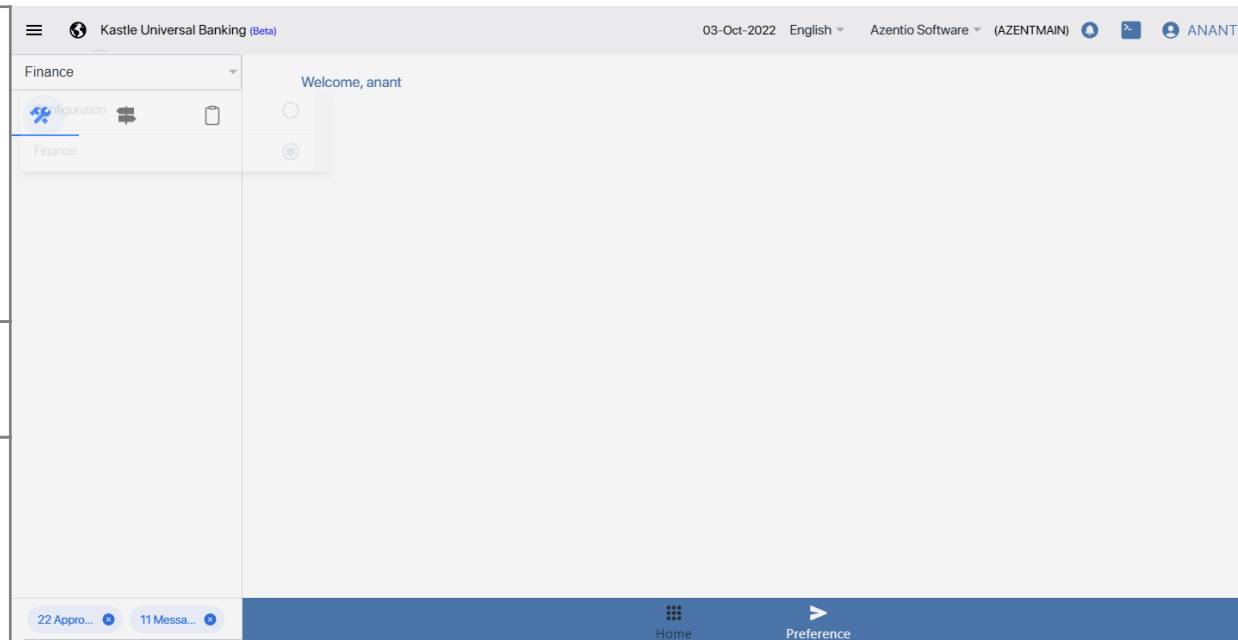 Kastle Universal Banking (Beta) 03-Oct-2022 English Azentio Software (AZENTMAIN) ANANT
Finance
Welcome, anant
Configuration
Finance
22 Appro... 11 Messa...
Home Preference